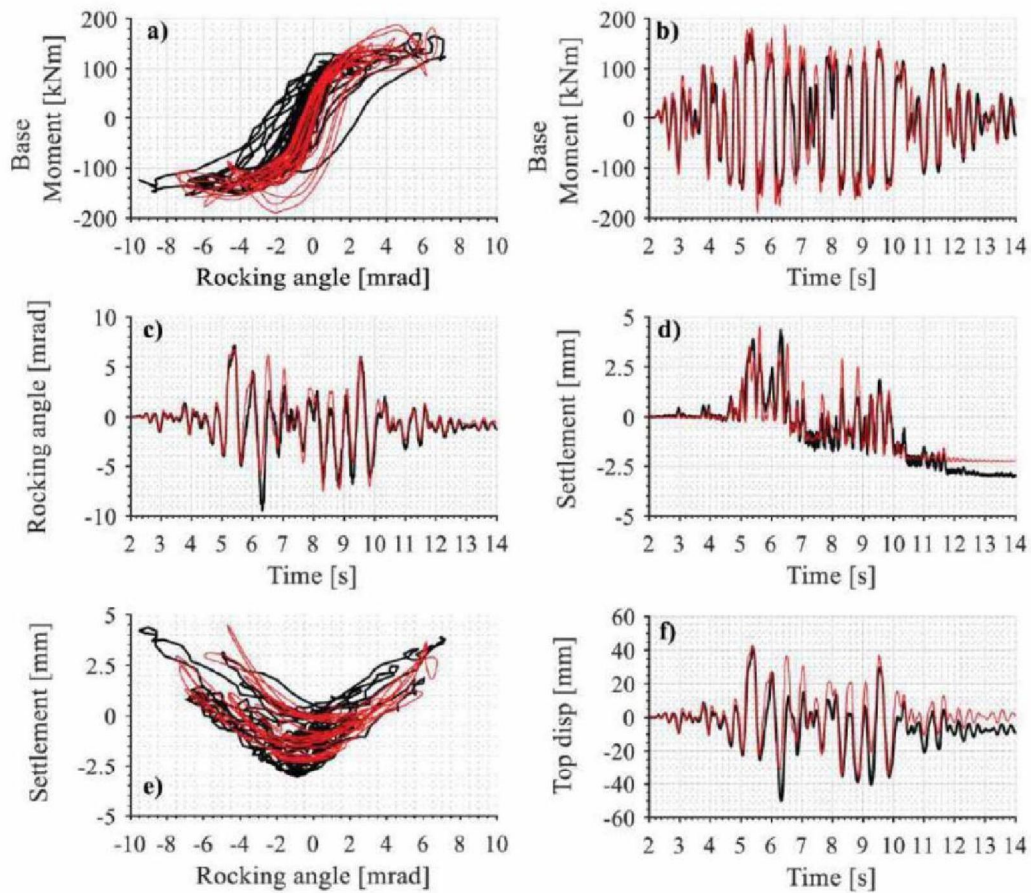 a)
200
100
0
-100
-200
Base
Moment [kNm]
-10 -8 -6 -4 -2 0 2 4 6 8 10
Rocking angle [mrad]
b)
200
100
0
-100
-200
Base
Moment [kNm]
2 3 4 5 6 7 8 9 10 11 12 13 14
Time [s]
c)
10
5
0
-5
-10
Rocking angle [mrad]
2 3 4 5 6 7 8 9 10 11 12 13 14
Time [s]
d)
5
2.5
0
-2.5
-5
Settlement [mm]
2 3 4 5 6 7 8 9 10 11 12 13 14
Time [s]
e)
5
2.5
0
-2.5
-5
Settlement [mm]
-10 -8 -6 -4 -2 0 2 4 6 8 10
Rocking angle [mrad]
f)
60
40
20
0
-20
-40
-60
Top disp [mm]
2 3 4 5 6 7 8 9 10 11 12 13 14
Time [s]